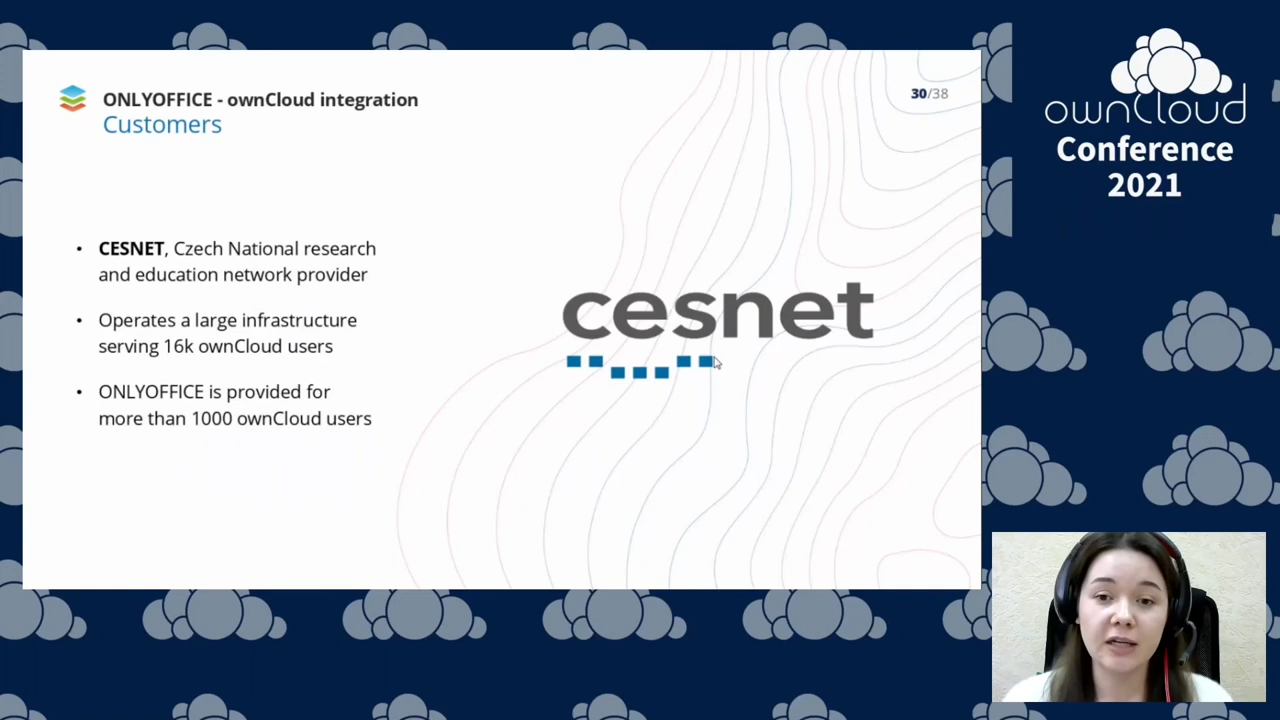 ONLYOFFICE - ownCloud integration
Customers
30/38
• CESNET, Czech National research
and education network provider
• Operates a large infrastructure
serving 16k ownCloud users
• ONLYOFFICE is provided for
more than 1000 ownCloud users
cesnet
ownCloud
Conference
2021